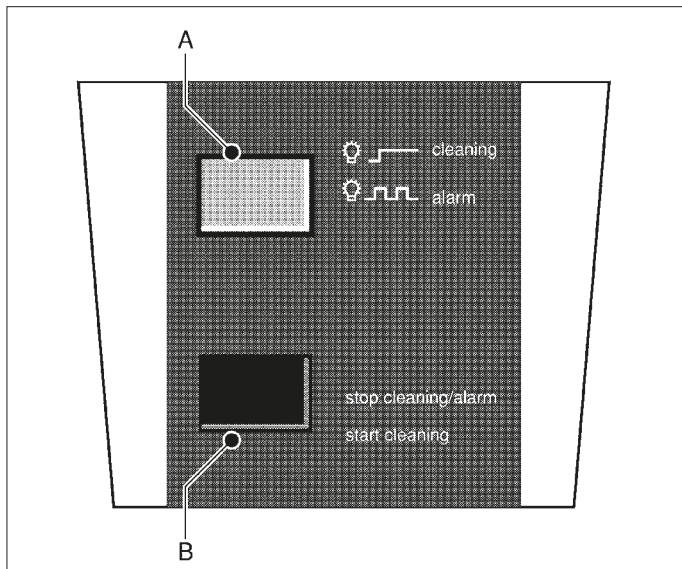 A
cleaning
alarm
stop cleaning/alarm
start cleaning
B